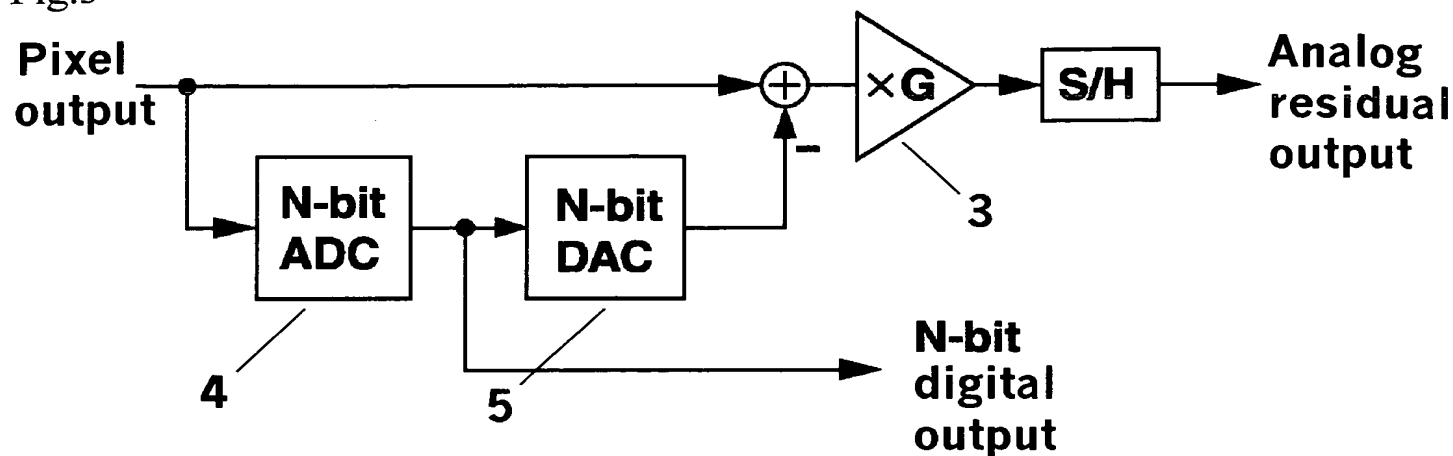 Pixel
output
+
×G
S/H
Analog
residual
output
–
3
N-bit
ADC
N-bit
DAC
4
5
N-bit
digital
output